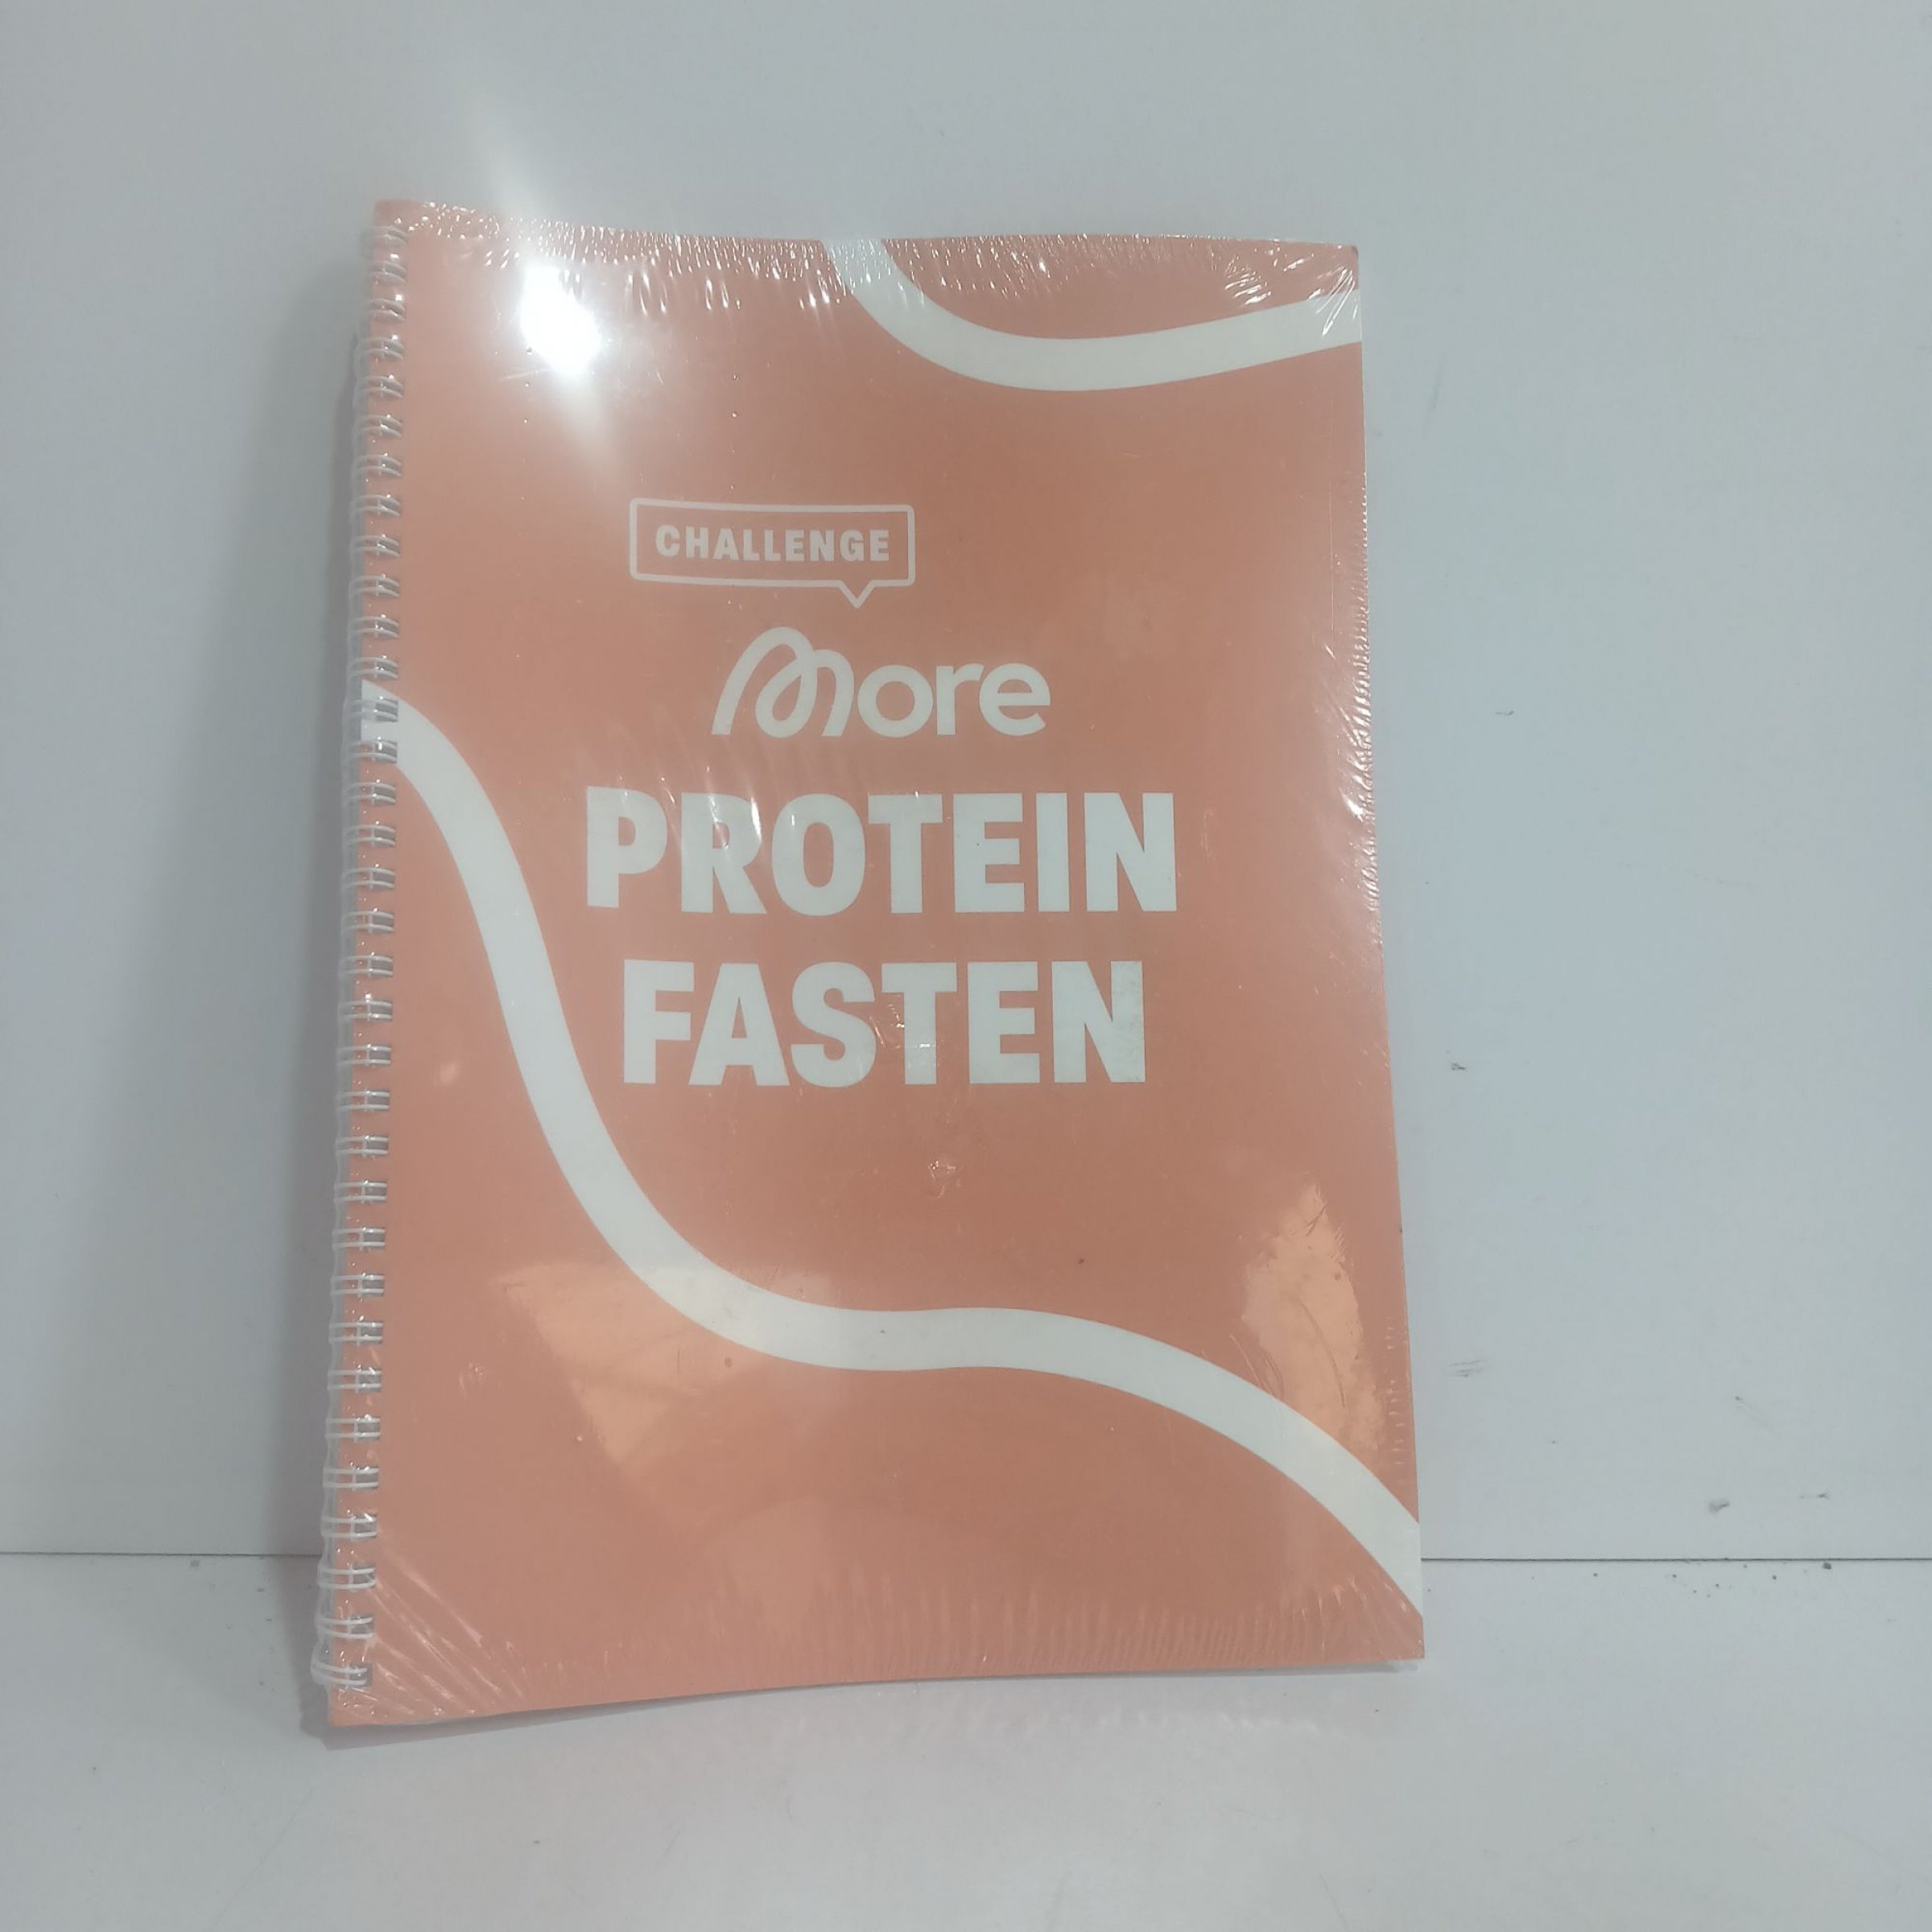 CHALLENGE
More
PROTEIN
FASTEN